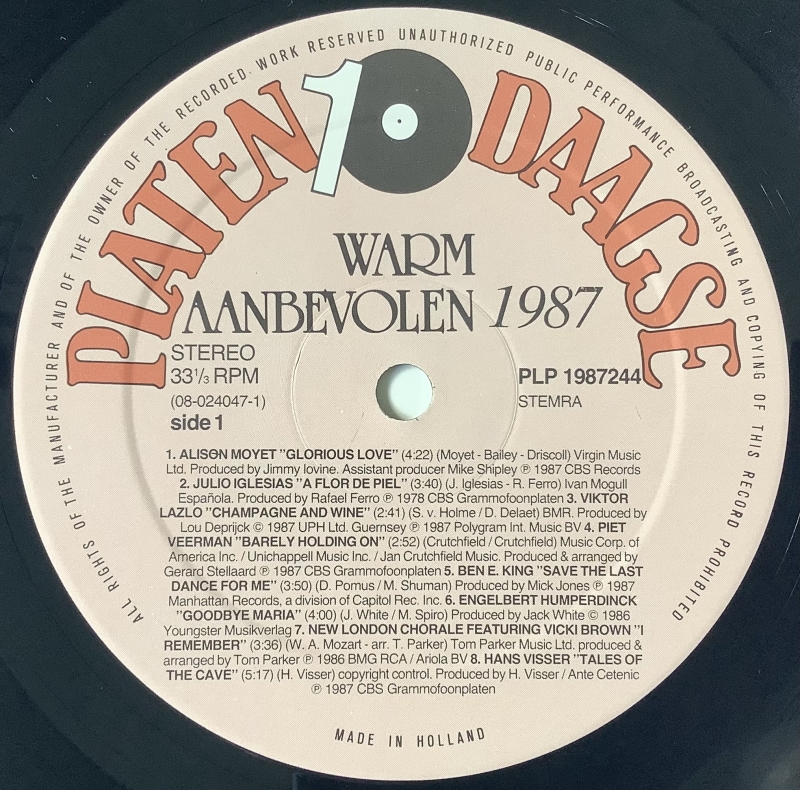 ALL RIGHTS OF THE MANUFACTURER AND OF THE OWNER OF THE RECORDED. WORK RESERVED UNAUTHORIZED PUBLIC PERFORMANCE BROADCASTING AND COPYING OF THIS RECORD PROHIBITED
PLATEN 10 DAAGSE
WARM
AANBEVOLEN 1987
STEREO
33 1/3 RPM
PLP 1987244
(08-024047-1)
STEMRA
side 1
1. ALISON MOYET "GLORIOUS LOVE" (4:22) (Moyet - Bailey - Driscoll) Virgin Music
Ltd. Produced by Jimmy Iovine. Assistant producer Mike Shipley ℗ 1987 CBS Records
2. JULIO IGLESIAS "A FLOR DE PIEL" (3:40) (J. Iglesias - R. Ferro) Ivan Mogull
Española. Produced by Rafael Ferro ℗ 1978 CBS Grammofoonplaten 3. VIKTOR
LAZLO "CHAMPAGNE AND WINE" (2:41) (S. v. Holme / D. Delaet) BMR. Produced by
Lou Deprijck © 1987 UPH Ltd. Guernsey ℗ 1987 Polygram Int. Music BV 4. PIET
VEERMAN "BARELY HOLDING ON" (2:52) (Crutchfield / Crutchfield) Music Corp. of
America Inc. / Unichappell Music Inc. / Jan Crutchfield Music. Produced & arranged by
Gerard Stellaard ℗ 1987 CBS Grammofoonplaten 5. BEN E. KING "SAVE THE LAST
DANCE FOR ME" (3:50) (D. Pomus / M. Shuman) Produced by Mick Jones ℗ 1987
Manhattan Records, a division of Capitol Rec. Inc. 6. ENGELBERT HUMPERDINCK
"GOODBYE MARIA" (4:00) (J. White / M. Spiro) Produced by Jack White © 1986
Youngster Musikverlag 7. NEW LONDON CHORALE FEATURING VICKI BROWN "I
REMEMBER" (3:36) (W. A. Mozart - arr. T. Parker) Tom Parker Music Ltd. produced &
arranged by Tom Parker ℗ 1986 BMG RCA / Ariola BV 8. HANS VISSER "TALES OF
THE CAVE" (5:17) (H. Visser) copyright control. Produced by H. Visser / Ante Cetenic
℗ 1987 CBS Grammofoonplaten
MADE IN HOLLAND